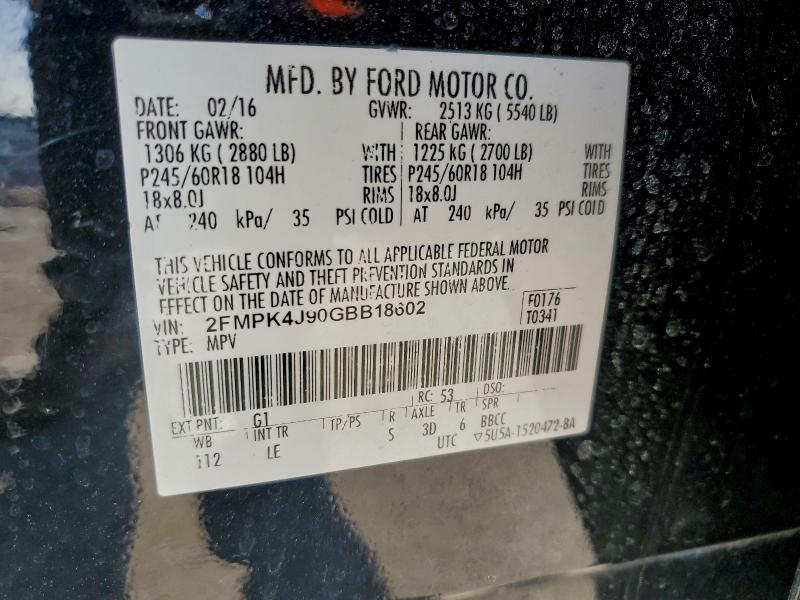 MFD. BY FORD MOTOR CO.
DATE: 02/16 GVWR: 2513 KG ( 5540 LB)
FRONT GAWR: REAR GAWR:
1306 KG ( 2880 LB) WITH 1225 KG ( 2700 LB) WITH
P245/60R18 104H TIRES P245/60R18 104H TIRES
18x8.0J RIMS 18x8.0J RIMS
AT 240 kPa/ 35 PSI COLD AT 240 kPa/ 35 PSI COLD
THIS VEHICLE CONFORMS TO ALL APPLICABLE FEDERAL MOTOR
VEHICLE SAFETY AND THEFT PREVENTION STANDARDS IN
EFFECT ON THE DATE OF MANUFACTURE SHOWN ABOVE.
VIN: 2FMPK4J90GBB18602 F0176
TYPE: MPV T0341
EXT PNT: G1 RC: 53 DSO:
WB INT TR TP/PS R AXLE TR SPR
112 LE S 3D 6 BBCC
UTC ▽5U5A-1520472-BA